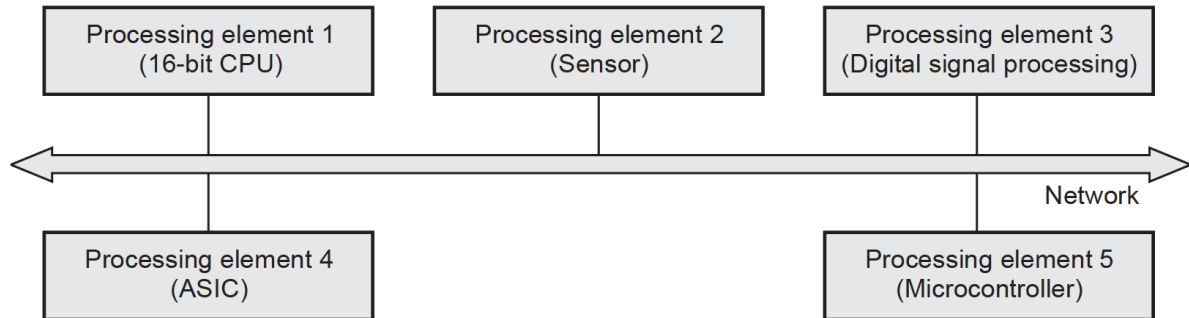 Processing element 1
(16-bit CPU)
Processing element 2
(Sensor)
Processing element 3
(Digital signal processing)
Network
Processing element 4
(ASIC)
Processing element 5
(Microcontroller)